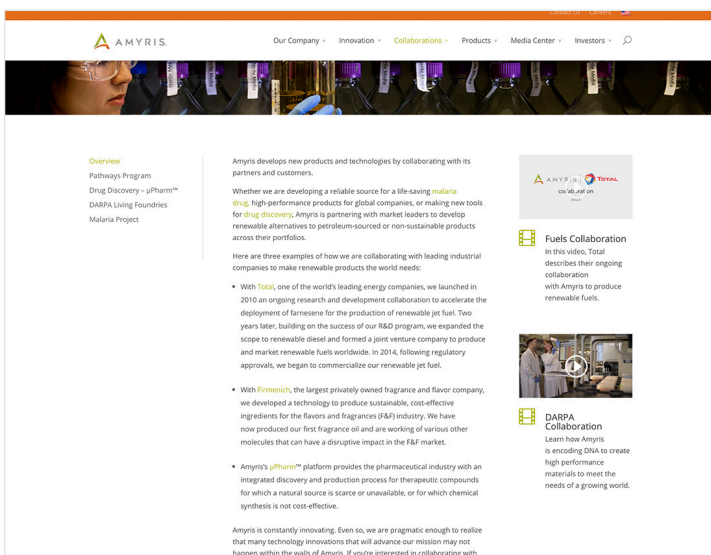 Contact Us Careers
AMYRIS
Our Company Innovation Collaborations Products Media Center Investors
Overview
Pathways Program
Drug Discovery – µPharm™
DARPA Living Foundries
Malaria Project
Amyris develops new products and technologies by collaborating with its
partners and customers.
Whether we are developing a reliable source for a life-saving malaria
drug, high-performance products for global companies, or making new tools
for drug discovery, Amyris is partnering with market leaders to develop
renewable alternatives to petroleum-sourced or non-sustainable products
across their portfolios.
Here are three examples of how we are collaborating with leading industrial
companies to make renewable products the world needs:
• With Total, one of the world's leading energy companies, we launched in
2010 an ongoing research and development collaboration to accelerate the
deployment of farnesene for the production of renewable jet fuel. Two
years later, building on the success of our R&D program, we expanded the
scope to renewable diesel and formed a joint venture company to produce
and market renewable fuels worldwide. In 2014, following regulatory
approvals, we began to commercialize our renewable jet fuel.
• With Firmenich, the largest privately owned fragrance and flavor company,
we developed a technology to produce sustainable, cost-effective
ingredients for the flavors and fragrances (F&F) industry. We have
now produced our first fragrance oil and are working of various other
molecules that can have a disruptive impact in the F&F market.
• Amyris's µPharm™ platform provides the pharmaceutical industry with an
integrated discovery and production process for therapeutic compounds
for which a natural source is scarce or unavailable, or for which chemical
synthesis is not cost-effective.
Amyris is constantly innovating. Even so, we are pragmatic enough to realize
that many technology innovations that will advance our mission may not
happen within the walls of Amyris. If you're interested in collaborating with
AMYRIS TOTAL
collaboration
Fuels Collaboration
In this video, Total
describes their ongoing
collaboration
with Amyris to produce
renewable fuels.
DARPA
Collaboration
Learn how Amyris
is encoding DNA to create
high performance
materials to meet the
needs of a growing world.